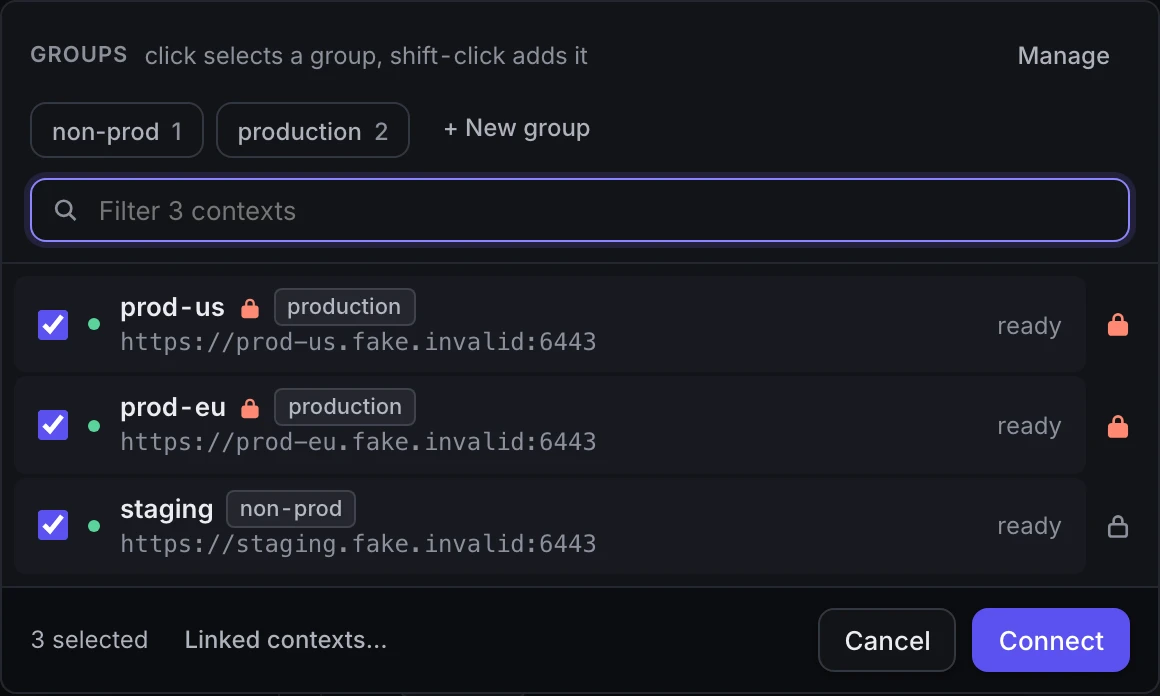 GROUPS click selects a group, shift-click adds it Manage
non-prod 1 production 2 + New group
Filter 3 contexts
prod-us production
https://prod-us.fake.invalid:6443 ready
prod-eu production
https://prod-eu.fake.invalid:6443 ready
staging non-prod
https://staging.fake.invalid:6443 ready
3 selected Linked contexts... Cancel Connect